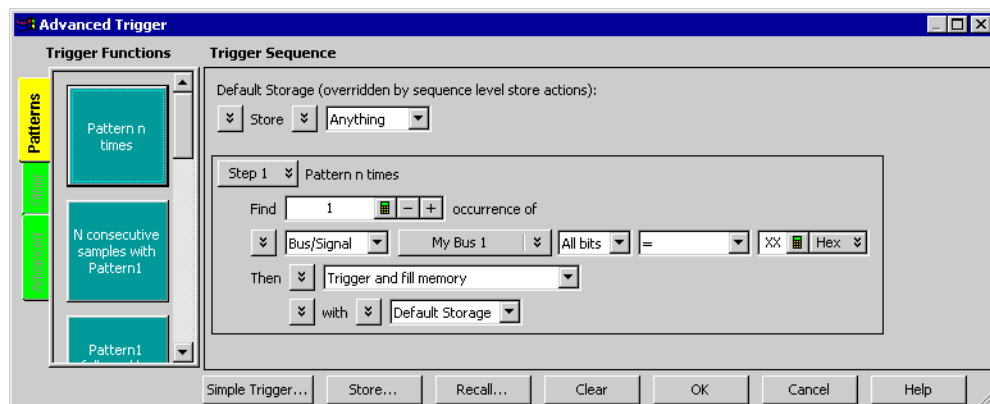 Advanced Trigger
Trigger Functions
Trigger Sequence
Patterns
Other
Advanced
Pattern n
times
N consecutive
samples with
Pattern1
Pattern1
Default Storage (overridden by sequence level store actions):
Store Anything
Step 1 Pattern n times
Find 1 − + occurrence of
Bus/Signal My Bus 1 All bits = XX Hex
Then Trigger and fill memory
with Default Storage
Simple Trigger... Store... Recall... Clear OK Cancel Help